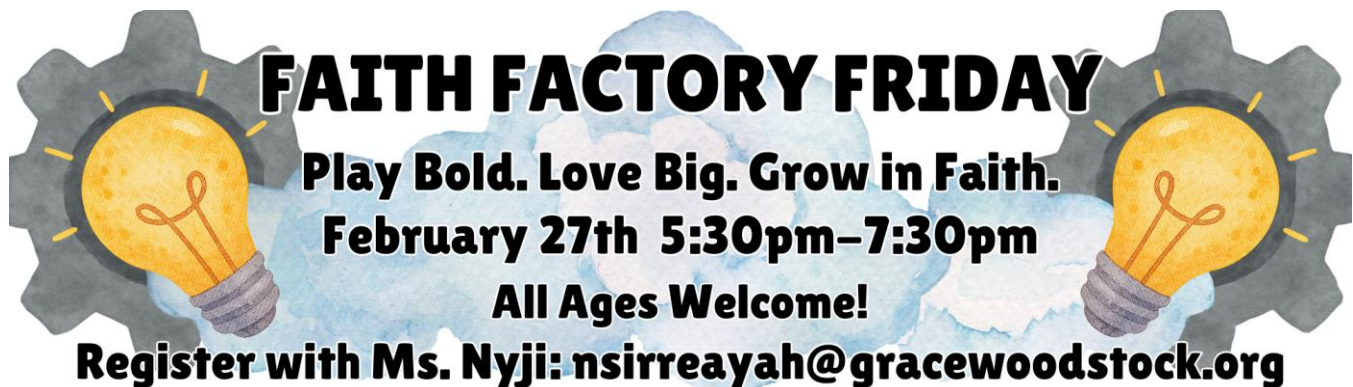 FAITH FACTORY FRIDAY
Play Bold. Love Big. Grow in Faith.
February 27th 5:30pm-7:30pm
All Ages Welcome!
Register with Ms. Nyji: nsirreayah@gracewoodstock.org